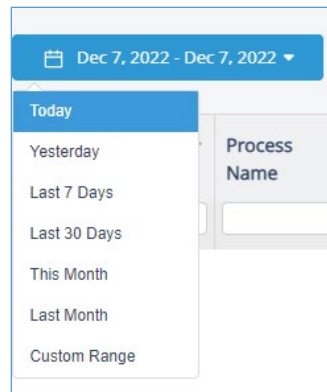 Dec 7, 2022 - Dec 7, 2022
Today
Yesterday
Last 7 Days
Last 30 Days
This Month
Last Month
Custom Range
Process
Name